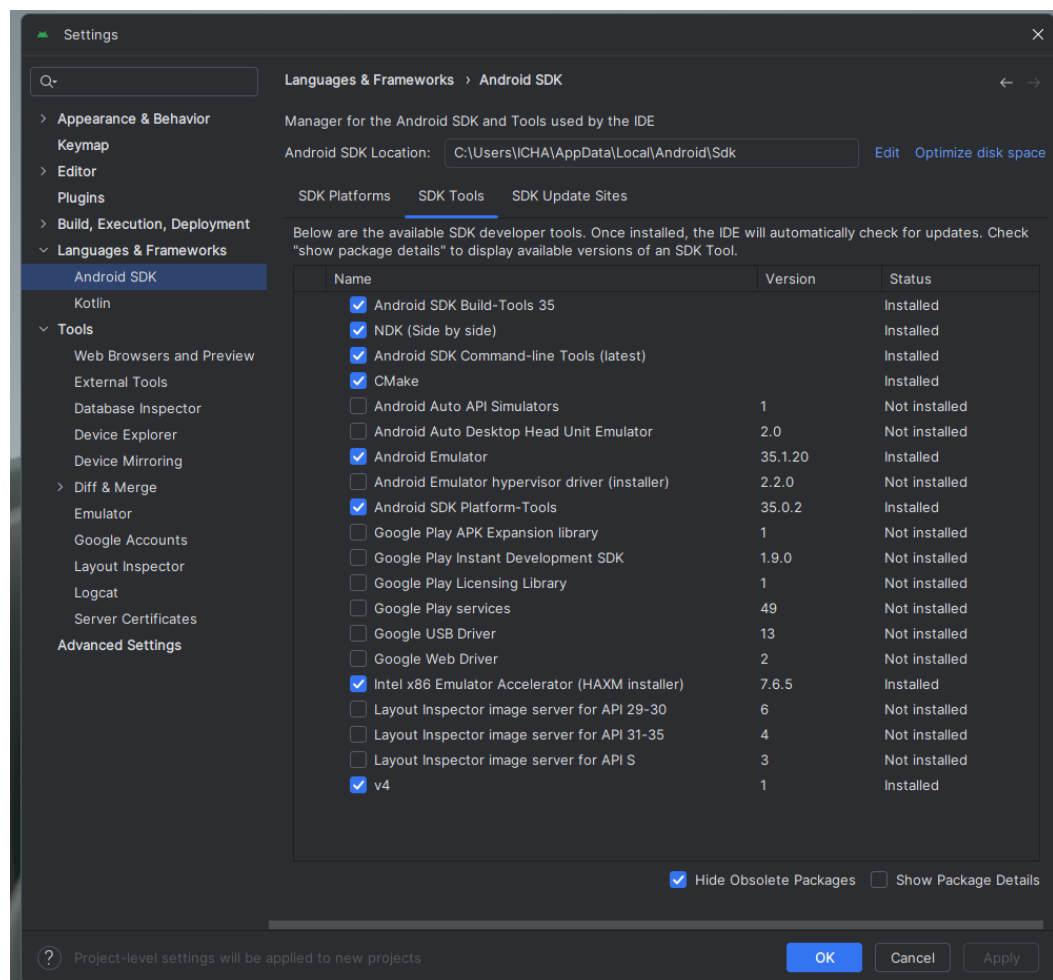 Settings
Languages & Frameworks › Android SDK
Appearance & Behavior
Keymap
Editor
Plugins
Build, Execution, Deployment
Languages & Frameworks
Android SDK
Kotlin
Tools
Web Browsers and Preview
External Tools
Database Inspector
Device Explorer
Device Mirroring
Diff & Merge
Emulator
Google Accounts
Layout Inspector
Logcat
Server Certificates
Advanced Settings
Manager for the Android SDK and Tools used by the IDE
Android SDK Location: C:\Users\ICHA\AppData\Local\Android\Sdk Edit Optimize disk space
SDK Platforms SDK Tools SDK Update Sites
Below are the available SDK developer tools. Once installed, the IDE will automatically check for updates. Check
"show package details" to display available versions of an SDK Tool.
Name Version Status
Android SDK Build-Tools 35 Installed
NDK (Side by side) Installed
Android SDK Command-line Tools (latest) Installed
CMake Installed
Android Auto API Simulators 1 Not installed
Android Auto Desktop Head Unit Emulator 2.0 Not installed
Android Emulator 35.1.20 Installed
Android Emulator hypervisor driver (installer) 2.2.0 Not installed
Android SDK Platform-Tools 35.0.2 Installed
Google Play APK Expansion library 1 Not installed
Google Play Instant Development SDK 1.9.0 Not installed
Google Play Licensing Library 1 Not installed
Google Play services 49 Not installed
Google USB Driver 13 Not installed
Google Web Driver 2 Not installed
Intel x86 Emulator Accelerator (HAXM installer) 7.6.5 Installed
Layout Inspector image server for API 29-30 6 Not installed
Layout Inspector image server for API 31-35 4 Not installed
Layout Inspector image server for API S 3 Not installed
v4 1 Installed
Hide Obsolete Packages Show Package Details
? Project-level settings will be applied to new projects
OK Cancel Apply